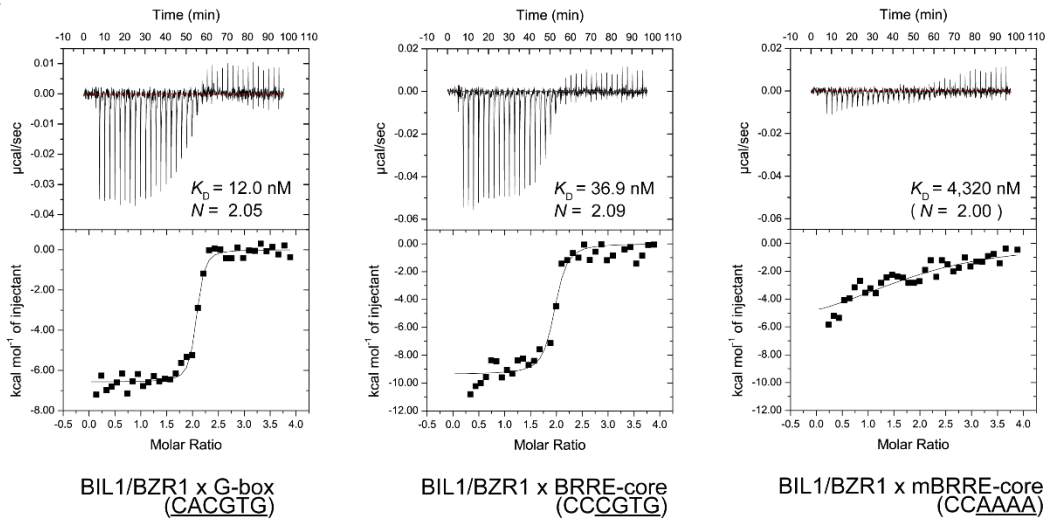 Time (min)
-10 0 10 20 30 40 50 60 70 80 90 100 110
0.01
0.00
-0.01
-0.02
-0.03
-0.04
µcal/sec
KD = 12.0 nM
N = 2.05
0.00
-2.00
-4.00
-6.00
-8.00
kcal mol-1 of injectant
-0.5 0.0 0.5 1.0 1.5 2.0 2.5 3.0 3.5 4.0
Molar Ratio
BIL1/BZR1 x G-box
(CACGTG)
Time (min)
-10 0 10 20 30 40 50 60 70 80 90 100 110
0.02
0.00
-0.02
-0.04
-0.06
µcal/sec
KD = 36.9 nM
N = 2.09
0.00
-2.00
-4.00
-6.00
-8.00
-10.00
-12.00
kcal mol-1 of injectant
-0.5 0.0 0.5 1.0 1.5 2.0 2.5 3.0 3.5 4.0
Molar Ratio
BIL1/BZR1 x BRRE-core
(CCCGTG)
Time (min)
-10 0 10 20 30 40 50 60 70 80 90 100 110
0.02
0.00
-0.02
-0.04
-0.06
µcal/sec
KD = 4,320 nM
( N = 2.00 )
0.00
-2.00
-4.00
-6.00
-8.00
-10.00
-12.00
kcal mol-1 of injectant
-0.5 0.0 0.5 1.0 1.5 2.0 2.5 3.0 3.5 4.0
Molar Ratio
BIL1/BZR1 x mBRRE-core
(CCAAAA)